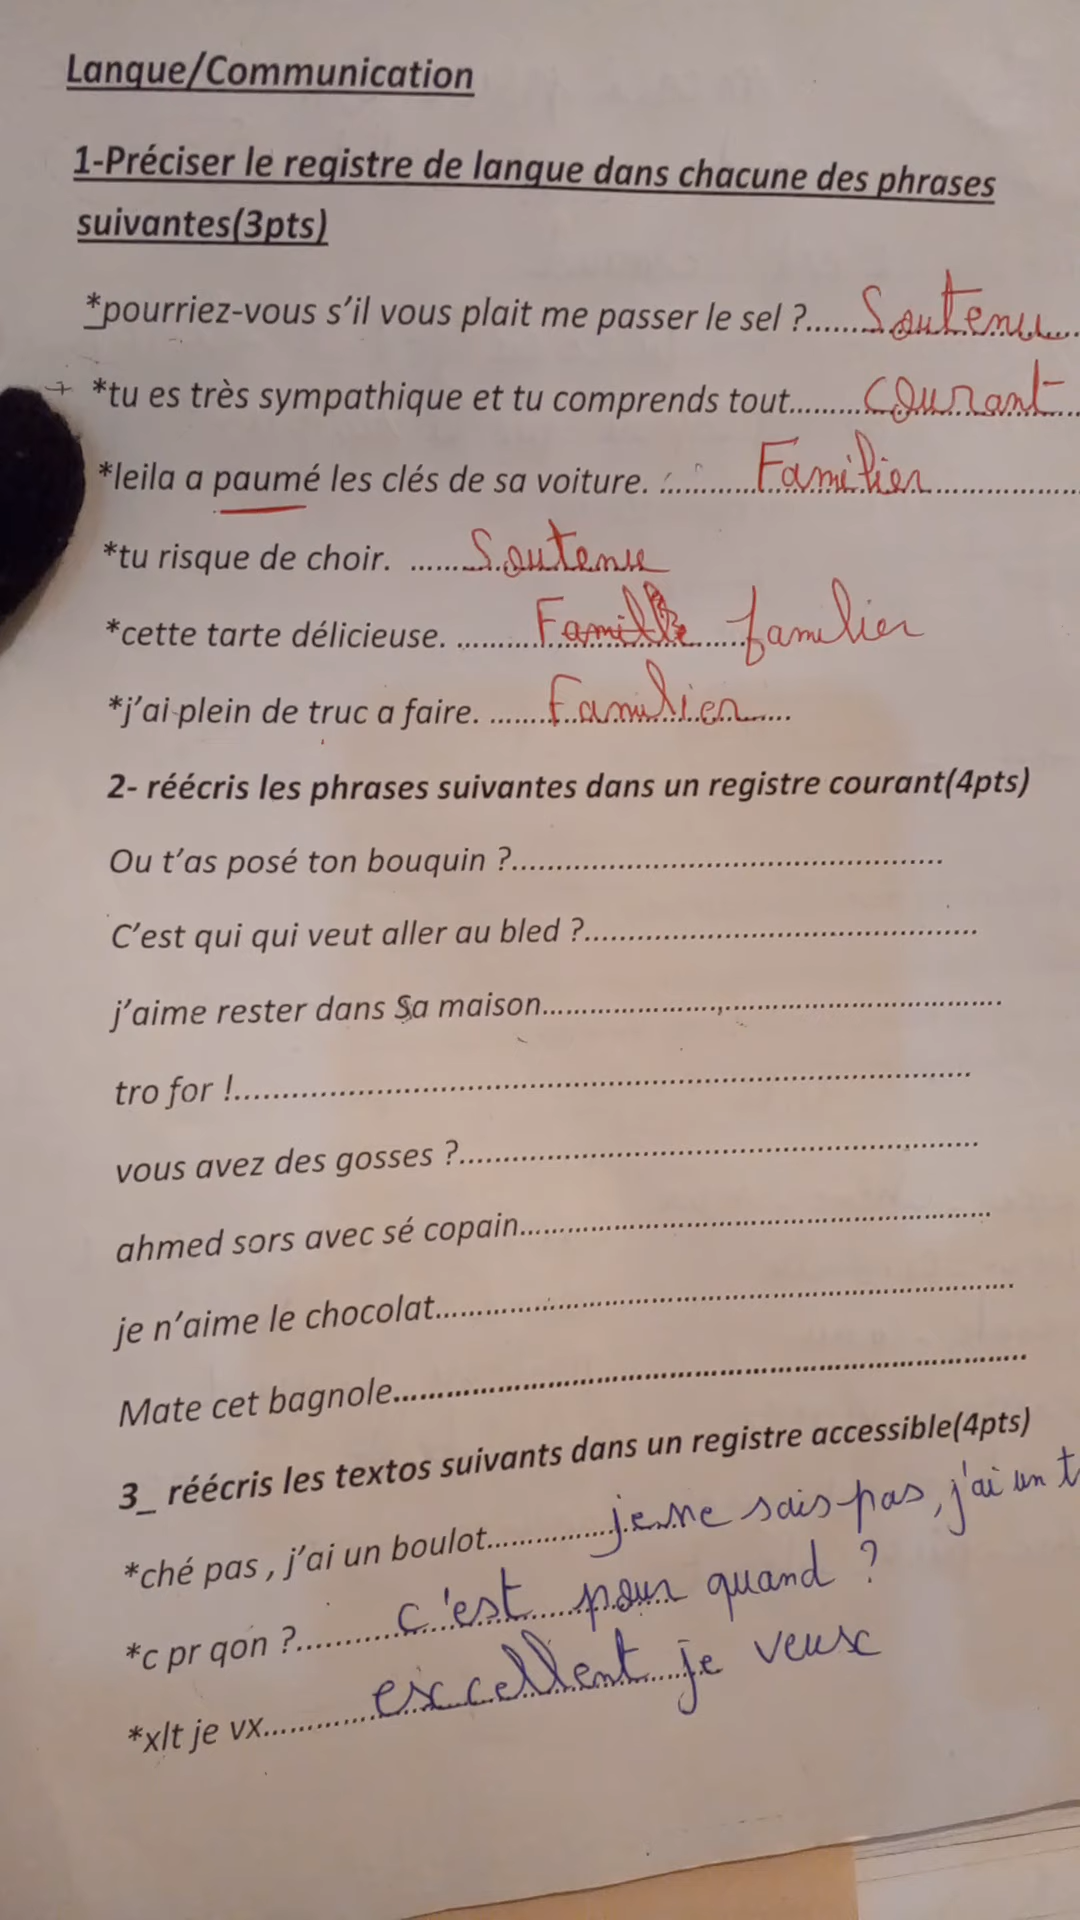 Langue/Communication
1-Préciser le registre de langue dans chacune des phrases
suivantes(3pts)
*pourriez-vous s'il vous plait me passer le sel ?....... Soutenu
*tu es très sympathique et tu comprends tout......... courant
*leila a paumé les clés de sa voiture. ............ Familier
*tu risque de choir. ....... Soutenu
*cette tarte délicieuse. .......... familier
*j'ai plein de truc a faire. ....... Familier
2- réécris les phrases suivantes dans un registre courant(4pts)
Ou t'as posé ton bouquin ?.............................................
C'est qui qui veut aller au bled ?.........................................
j'aime rester dans Sa maison................................................
tro for !...........................................................................
vous avez des gosses ?.......................................................
ahmed sors avec sé copain.................................................
je n'aime le chocolat...........................................................
Mate cet bagnole.................................................................
3_ réécris les textos suivants dans un registre accessible(4pts)
*ché pas , j'ai un boulot............. je ne sais pas, j'ai un t
*c pr qon ?........... c'est pour quand ?
*xlt je vx............. excellent je veux